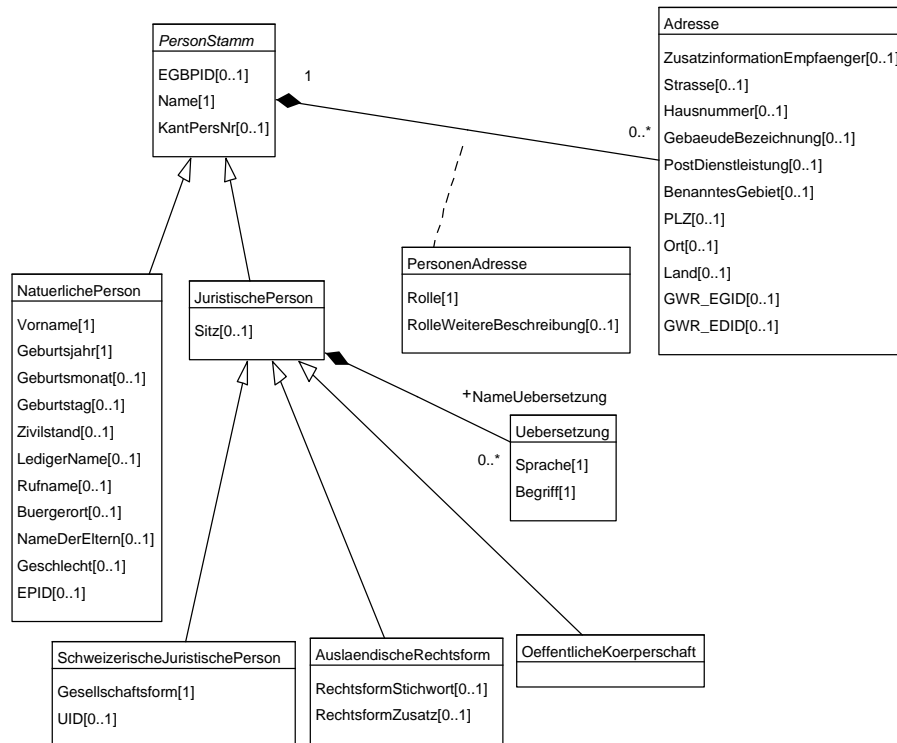 PersonStamm
EGBPID[0..1]
Name[1]
KantPersNr[0..1]
1
0..*
Adresse
ZusatzinformationEmpfaenger[0..1]
Strasse[0..1]
Hausnummer[0..1]
GebaeudeBezeichnung[0..1]
PostDienstleistung[0..1]
BenanntesGebiet[0..1]
PLZ[0..1]
Ort[0..1]
Land[0..1]
GWR_EGID[0..1]
GWR_EDID[0..1]
PersonenAdresse
Rolle[1]
RolleWeitereBeschreibung[0..1]
NatuerlichePerson
Vorname[1]
Geburtsjahr[1]
Geburtsmonat[0..1]
Geburtstag[0..1]
Zivilstand[0..1]
LedigerName[0..1]
Rufname[0..1]
Buergerort[0..1]
NameDerEltern[0..1]
Geschlecht[0..1]
EPID[0..1]
JuristischePerson
Sitz[0..1]
+NameUebersetzung
0..*
Uebersetzung
Sprache[1]
Begriff[1]
SchweizerischeJuristischePerson
Gesellschaftsform[1]
UID[0..1]
AuslaendischeRechtsform
RechtsformStichwort[0..1]
RechtsformZusatz[0..1]
OeffentlicheKoerperschaft